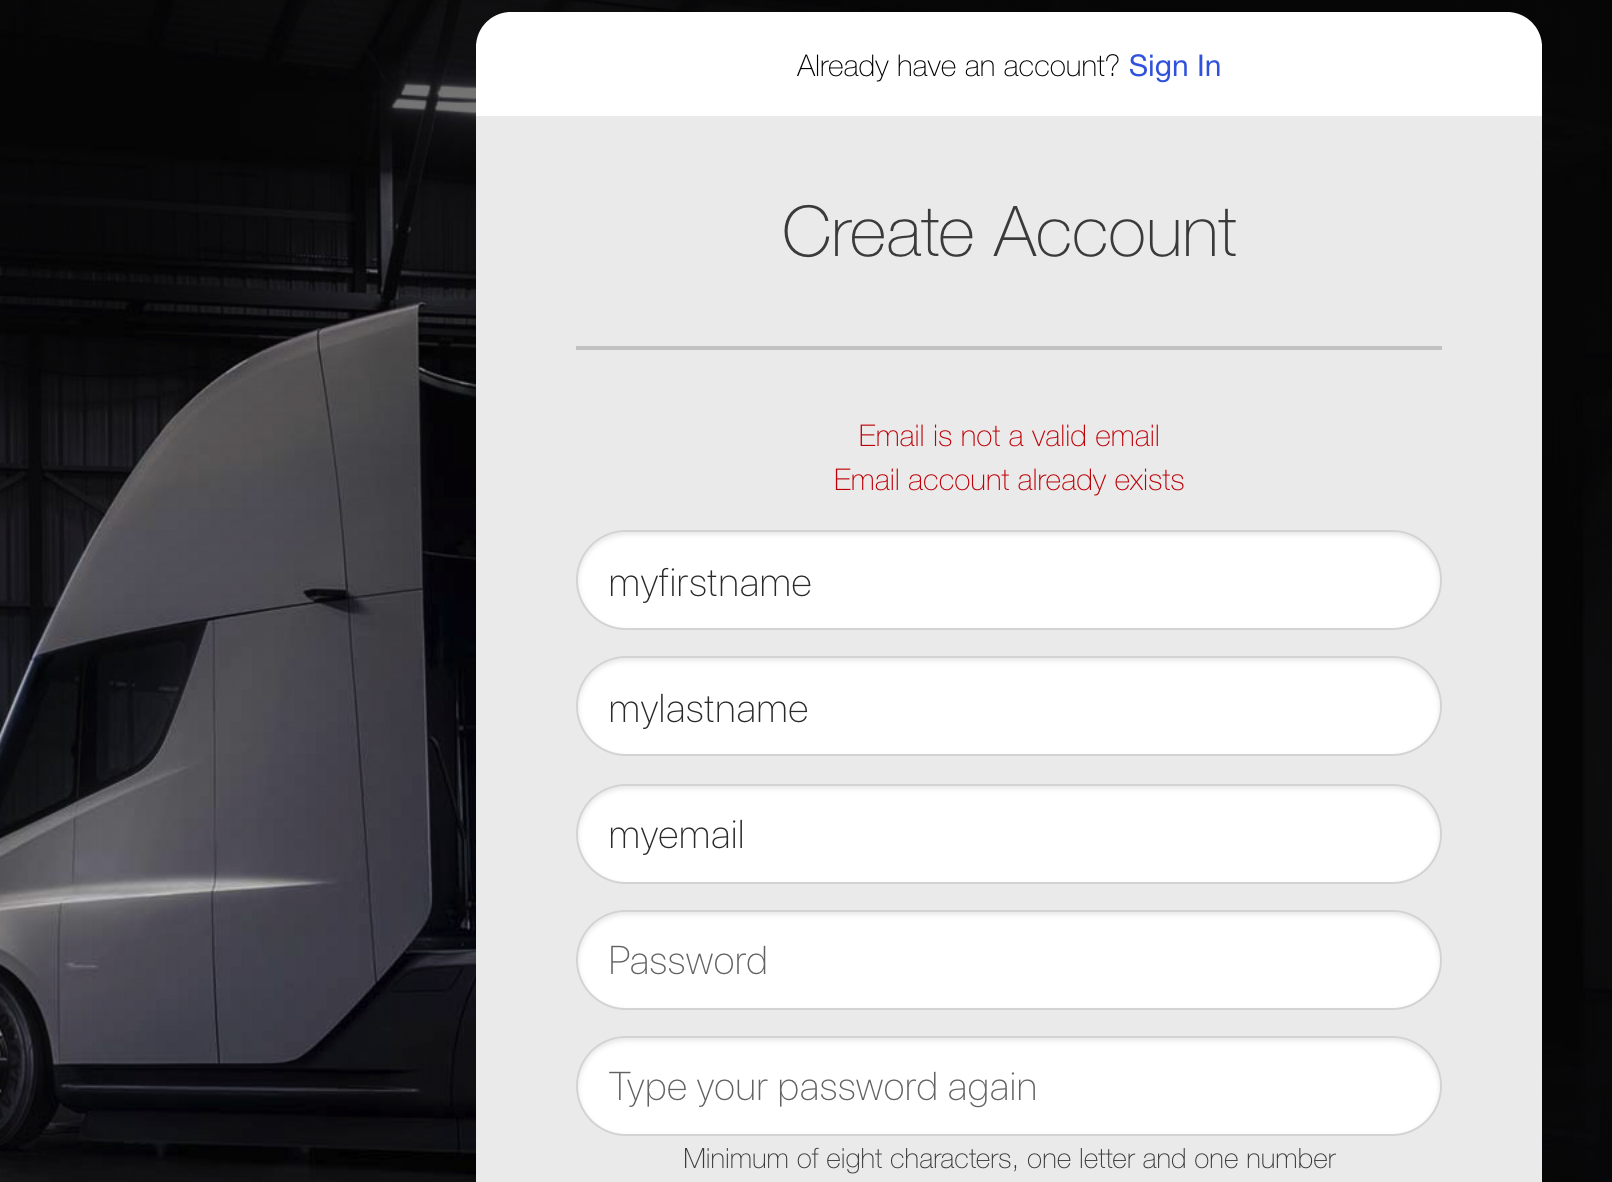 Already have an account? Sign In
Create Account
Email is not a valid email
Email account already exists
myfirstname
mylastname
myemail
Password
Type your password again
Minimum of eight characters, one letter and one number